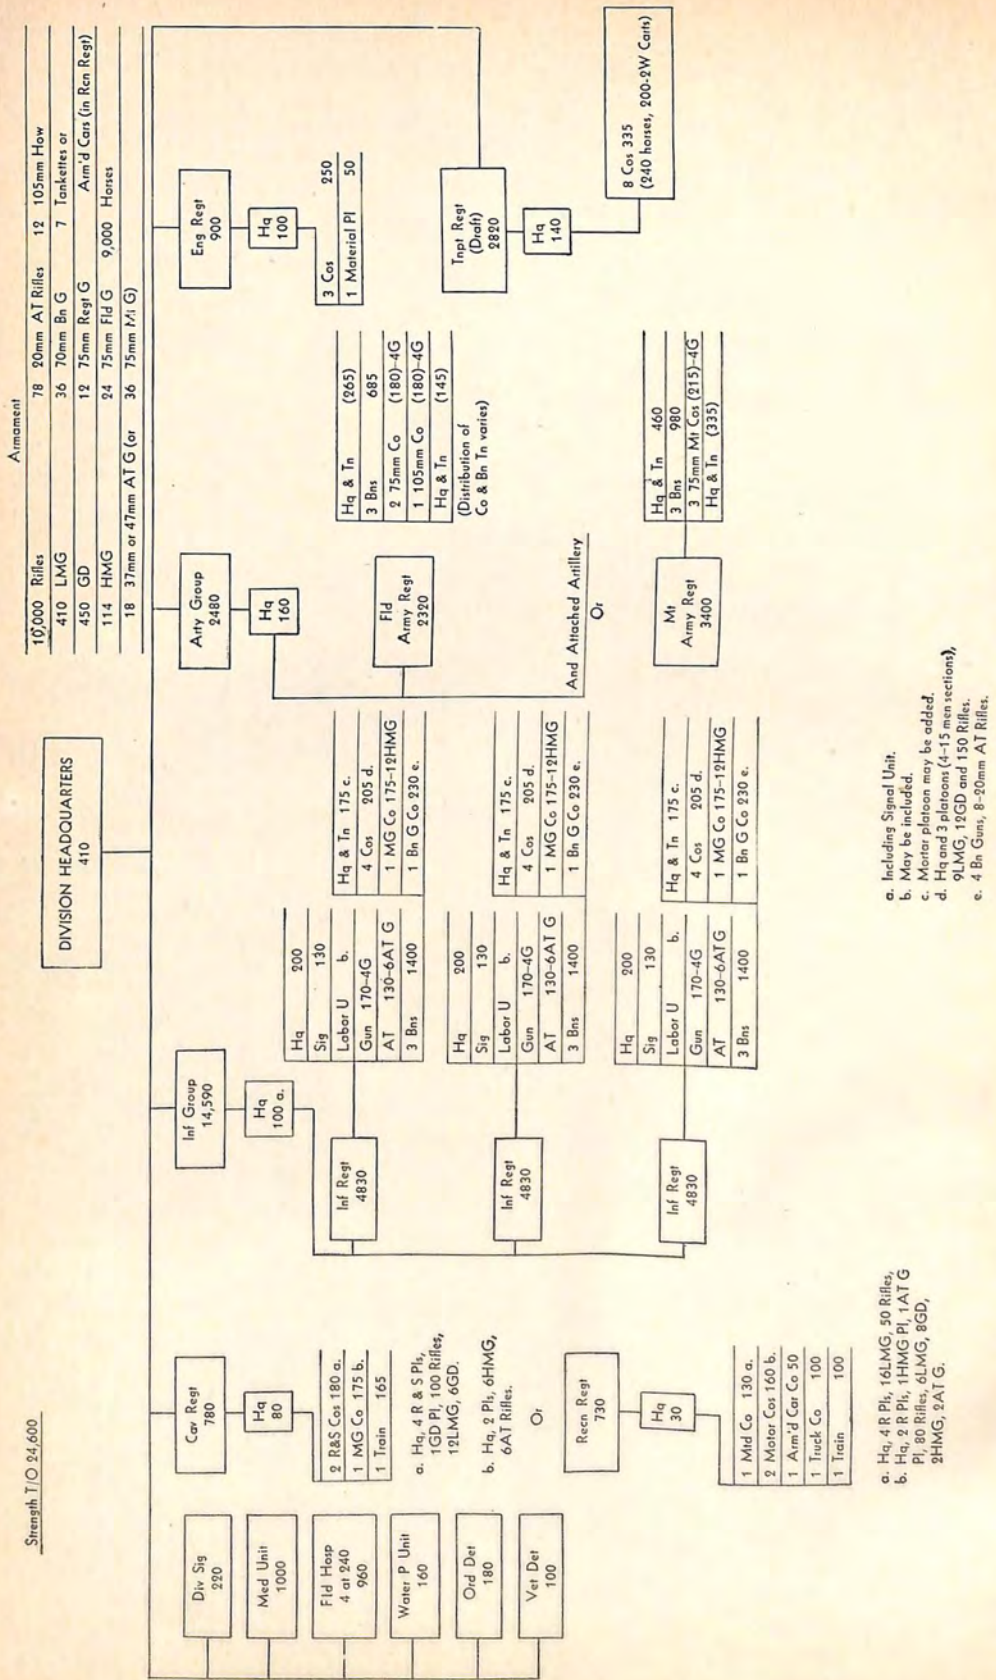 Strength T/O 24,600
DIVISION HEADQUARTERS
410
Armament
10,000 Rifles 78 20mm AT Rifles 12 105mm How
410 LMG 36 70mm Bn G 7 Tankettes or
450 GD 12 75mm Regt G Arm'd Cars (in Rcn Regt)
114 HMG 24 75mm Fld G 9,000 Horses
18 37mm or 47mm AT G (or 36 75mm Mt G)
Div Sig
220
Med Unit
1000
Fld Hosp
4 at 240
960
Water P Unit
160
Ord Det
180
Vet Det
100
Cav Regt
780
Hq
80
2 R&S Cos 180 a.
1 MG Co 175 b.
1 Train 165
a. Hq, 4 R & S Pls,
1GD Pl, 100 Rifles,
12LMG, 6GD.
b. Hq, 2 Pls, 6HMG,
6AT Rifles.
Or
Recn Regt
730
Hq
30
1 Mtd Co 130 a.
2 Motor Cos 160 b.
1 Arm'd Car Co 50
1 Truck Co 100
1 Train 100
a. Hq, 4 R Pls, 16LMG, 50 Rifles,
b. Hq, 2 R Pls, 1HMG Pl, 1AT G
Pl, 80 Rifles, 6LMG, 8GD,
2HMG, 2AT G.
Inf Group
14,590
Hq
100 a.
Inf Regt
4830
Hq 200
Sig 130
Labor U b.
Gun 170-4G
AT 130-6AT G
3 Bns 1400
Hq & Tn 175 c.
4 Cos 205 d.
1 MG Co 175-12HMG
1 Bn G Co 230 e.
Inf Regt
4830
Hq 200
Sig 130
Labor U b.
Gun 170-4G
AT 130-6AT G
3 Bns 1400
Hq & Tn 175 c.
4 Cos 205 d.
1 MG Co 175-12HMG
1 Bn G Co 230 e.
Inf Regt
4830
Hq 200
Sig 130
Labor U b.
Gun 170-4G
AT 130-6AT G
3 Bns 1400
Hq & Tn 175 c.
4 Cos 205 d.
1 MG Co 175-12HMG
1 Bn G Co 230 e.
a. Including Signal Unit.
b. May be included.
c. Mortar platoon may be added.
d. Hq and 3 platoons (4-15 men sections),
9LMG, 12GD and 150 Rifles.
e. 4 Bn Guns, 8-20mm AT Rifles.
Arty Group
2480
Hq
160
Fld
Army Regt
2320
Hq & Tn (265)
3 Bns 685
2 75mm Co (180)-4G
1 105mm Co (180)-4G
Hq & Tn (145)
(Distribution of
Co & Bn Tn varies)
And Attached Artillery
Or
Mt
Army Regt
3400
Hq & Tn 460
3 Bns 980
3 75mm Mt Cos (215)-4G
Hq & Tn (335)
Eng Regt
900
Hq
100
3 Cos 250
1 Material Pl 50
Tnpt Regt
(Draft)
2820
Hq
140
8 Cos 335
(240 horses, 200-2W Carts)